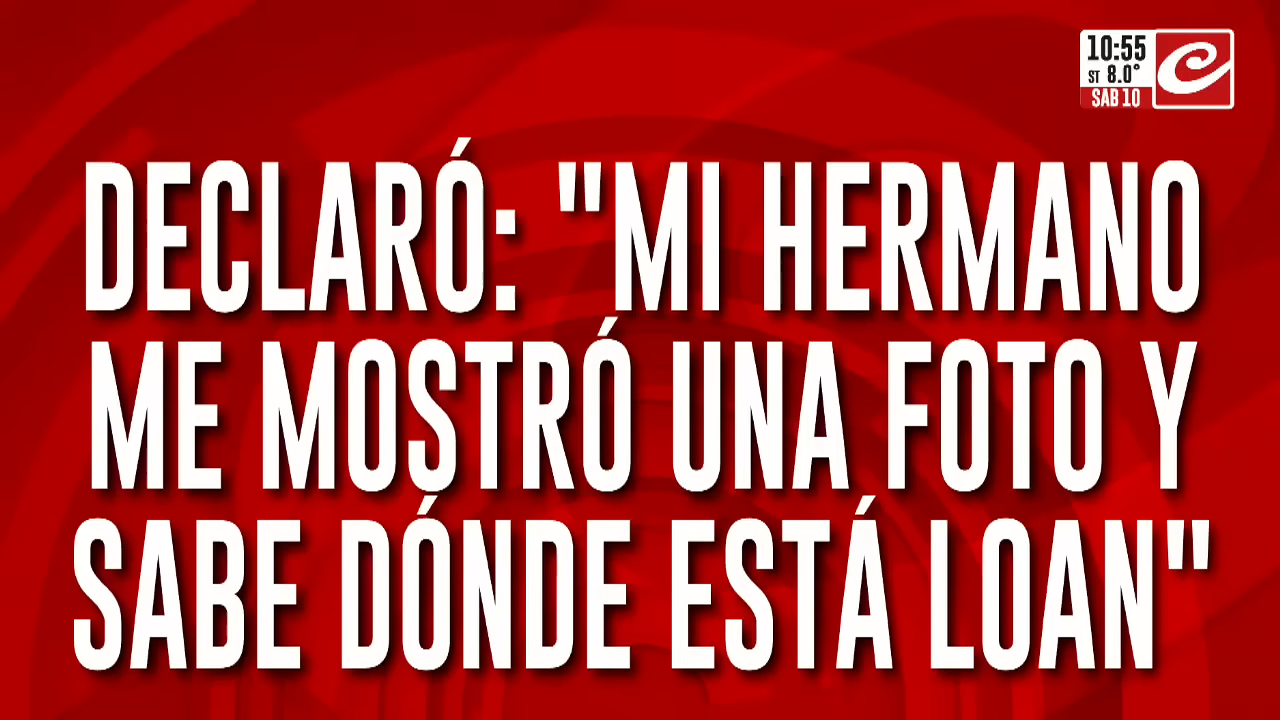 10:55
ST 8.0°
SAB 10
DECLARÓ: "MI HERMANO
ME MOSTRÓ UNA FOTO Y
SABE DÓNDE ESTÁ LOAN"